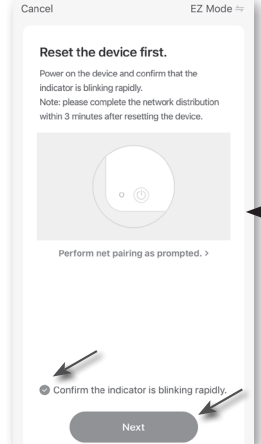 Cancel EZ Mode
Reset the device first.
Power on the device and confirm that the
indicator is blinking rapidly.
Note: please complete the network distribution
within 3 minutes after resetting the device.
Perform net pairing as prompted. >
Confirm the indicator is blinking rapidly.
Next